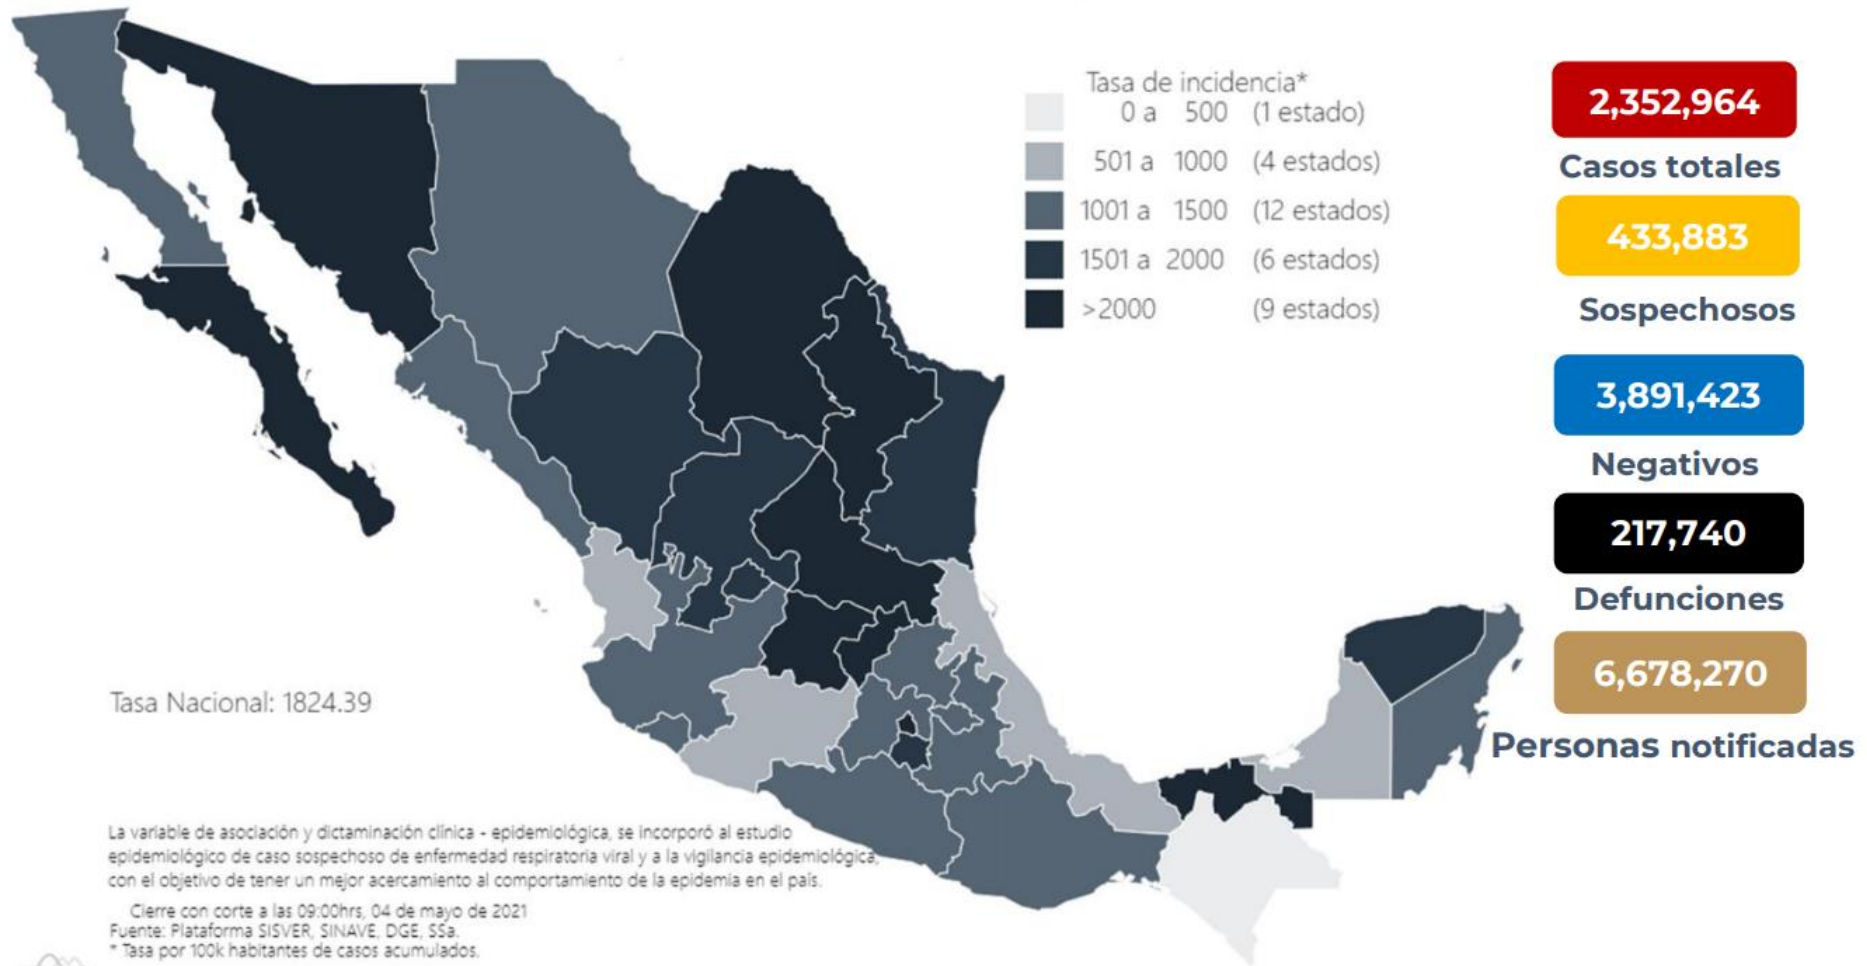 Tasa de incidencia*
0 a 500 (1 estado)
501 a 1000 (4 estados)
1001 a 1500 (12 estados)
1501 a 2000 (6 estados)
>2000 (9 estados)
2,352,964
Casos totales
433,883
Sospechosos
3,891,423
Negativos
217,740
Defunciones
6,678,270
Personas notificadas
Tasa Nacional: 1824.39
La variable de asociación y dictaminación clínica - epidemiológica, se incorporó al estudio
epidemiológico de caso sospechoso de enfermedad respiratoria viral y a la vigilancia epidemiológica,
con el objetivo de tener un mejor acercamiento al comportamiento de la epidemia en el país.
Cierre con corte a las 09:00hrs, 04 de mayo de 2021
Fuente: Plataforma SISVER, SINAVE, DGE, SSa.
* Tasa por 100k habitantes de casos acumulados.